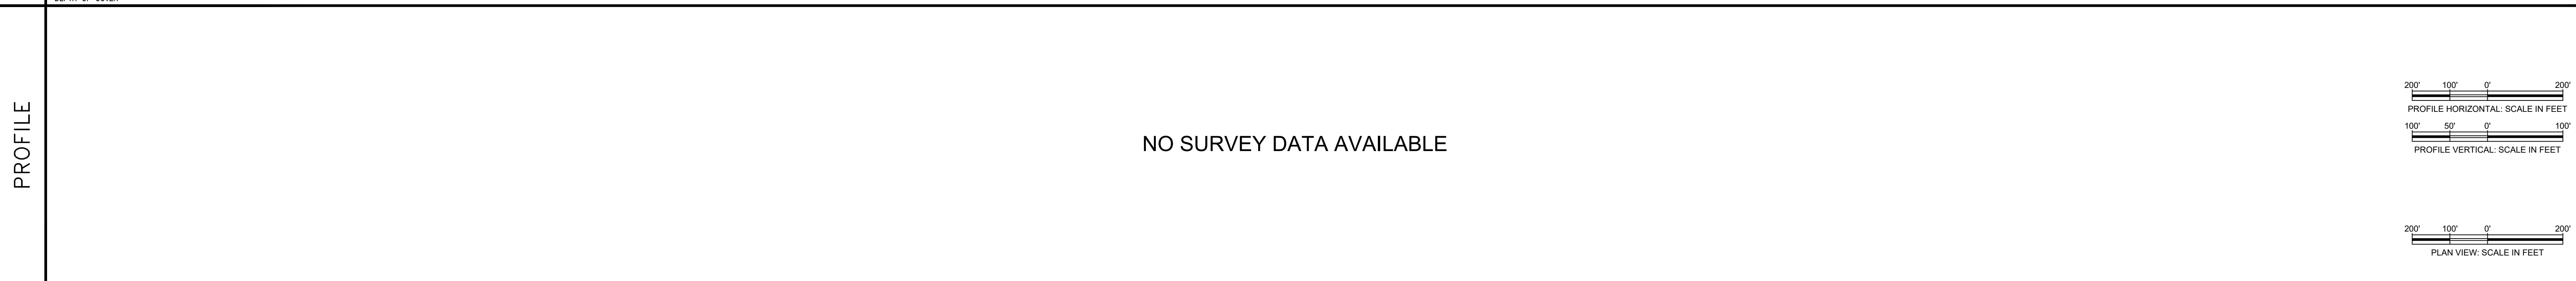 PROFILE
NO SURVEY DATA AVAILABLE
200' 100' 0' 200'
PROFILE HORIZONTAL: SCALE IN FEET
100' 50' 0' 100'
PROFILE VERTICAL: SCALE IN FEET
200' 100' 0' 200'
PLAN VIEW: SCALE IN FEET